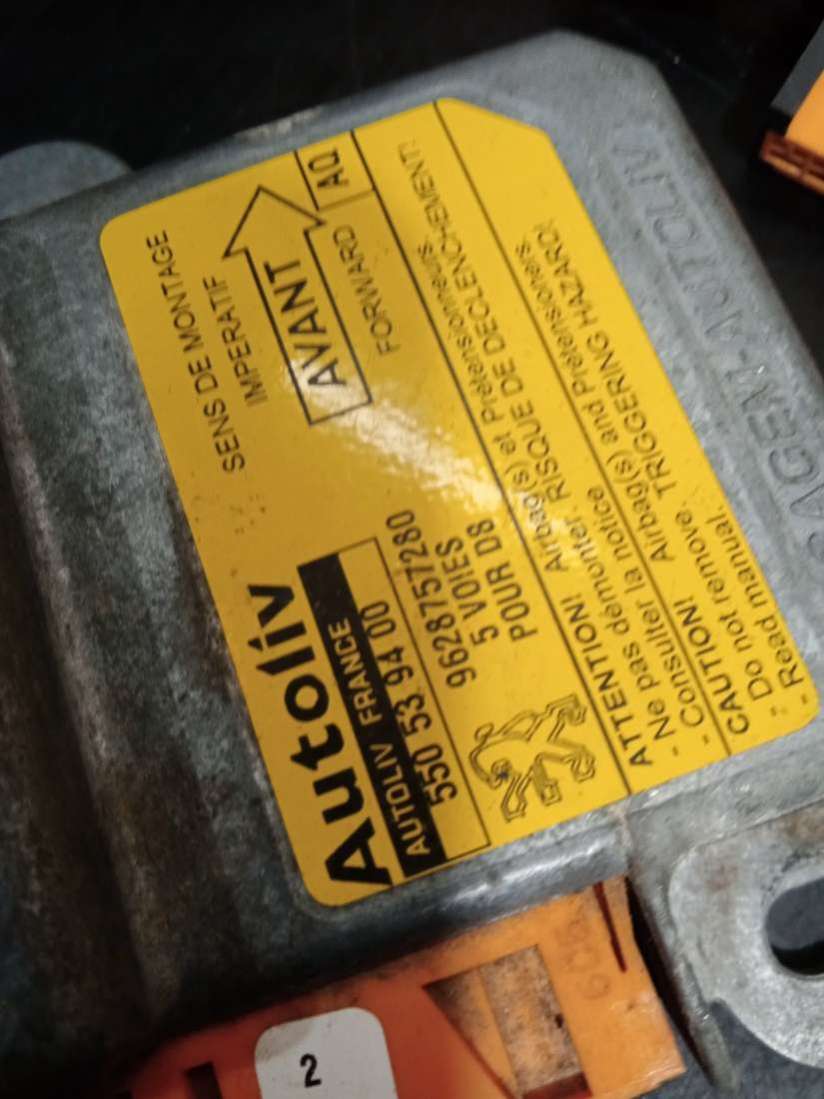 SENS DE MONTAGE
IMPERATIF
AVANT
FORWARD
AQ
Autoliv
AUTOLIV FRANCE
550 53 94 00
9628757280
5 VOIES
POUR D8
ATTENTION! Airbag(s) et Prétensionneurs.
- Ne pas démonter. RISQUE DE DECLENCHEMENT!
- Consulter la notice
CAUTION! Airbag(s) and Pretensioners.
- Do not remove. TRIGGERING HAZARD!
- Read manual.
SAGEM-AUTOLIV
2